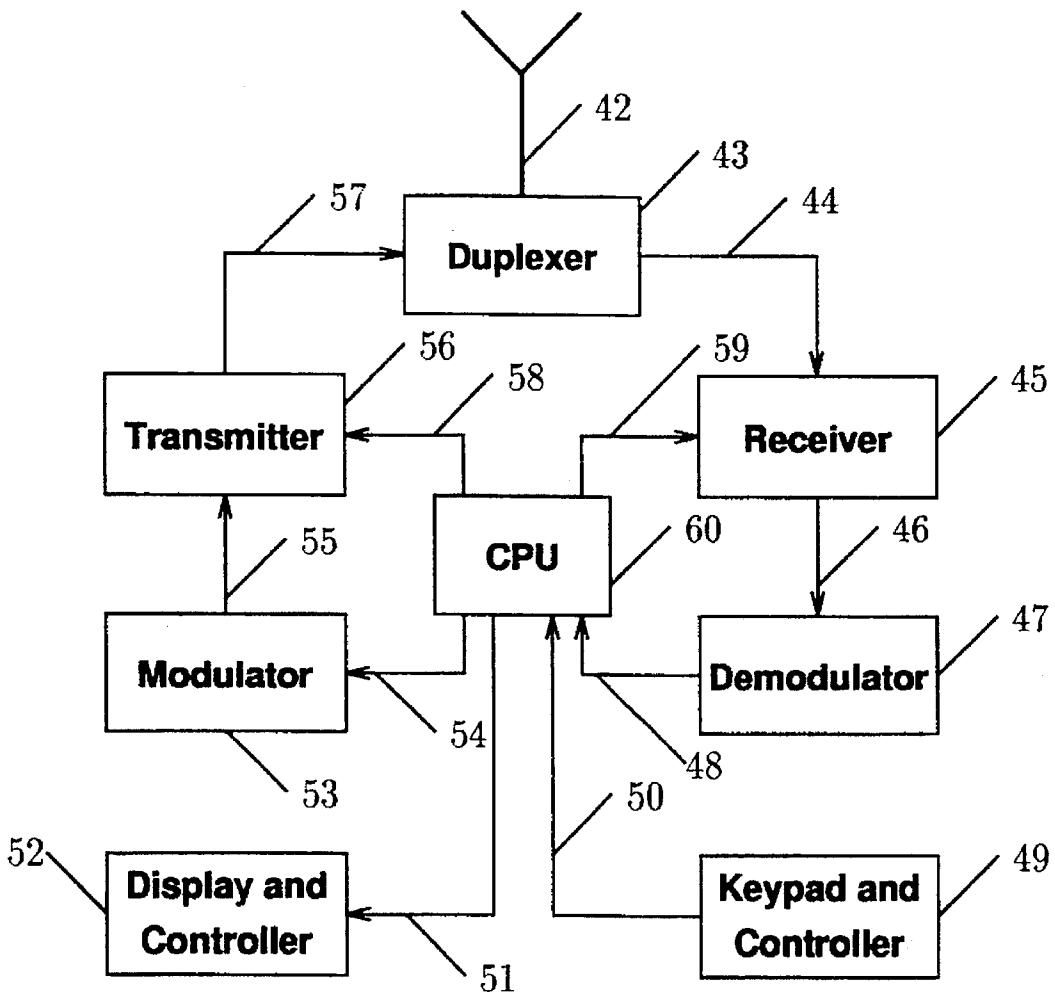 42
43
57
44
Duplexer
56
58
59
45
Transmitter
Receiver
55
60
46
CPU
47
Modulator
Demodulator
54
48
53
50
52
49
Display and
Controller
Keypad and
Controller
51